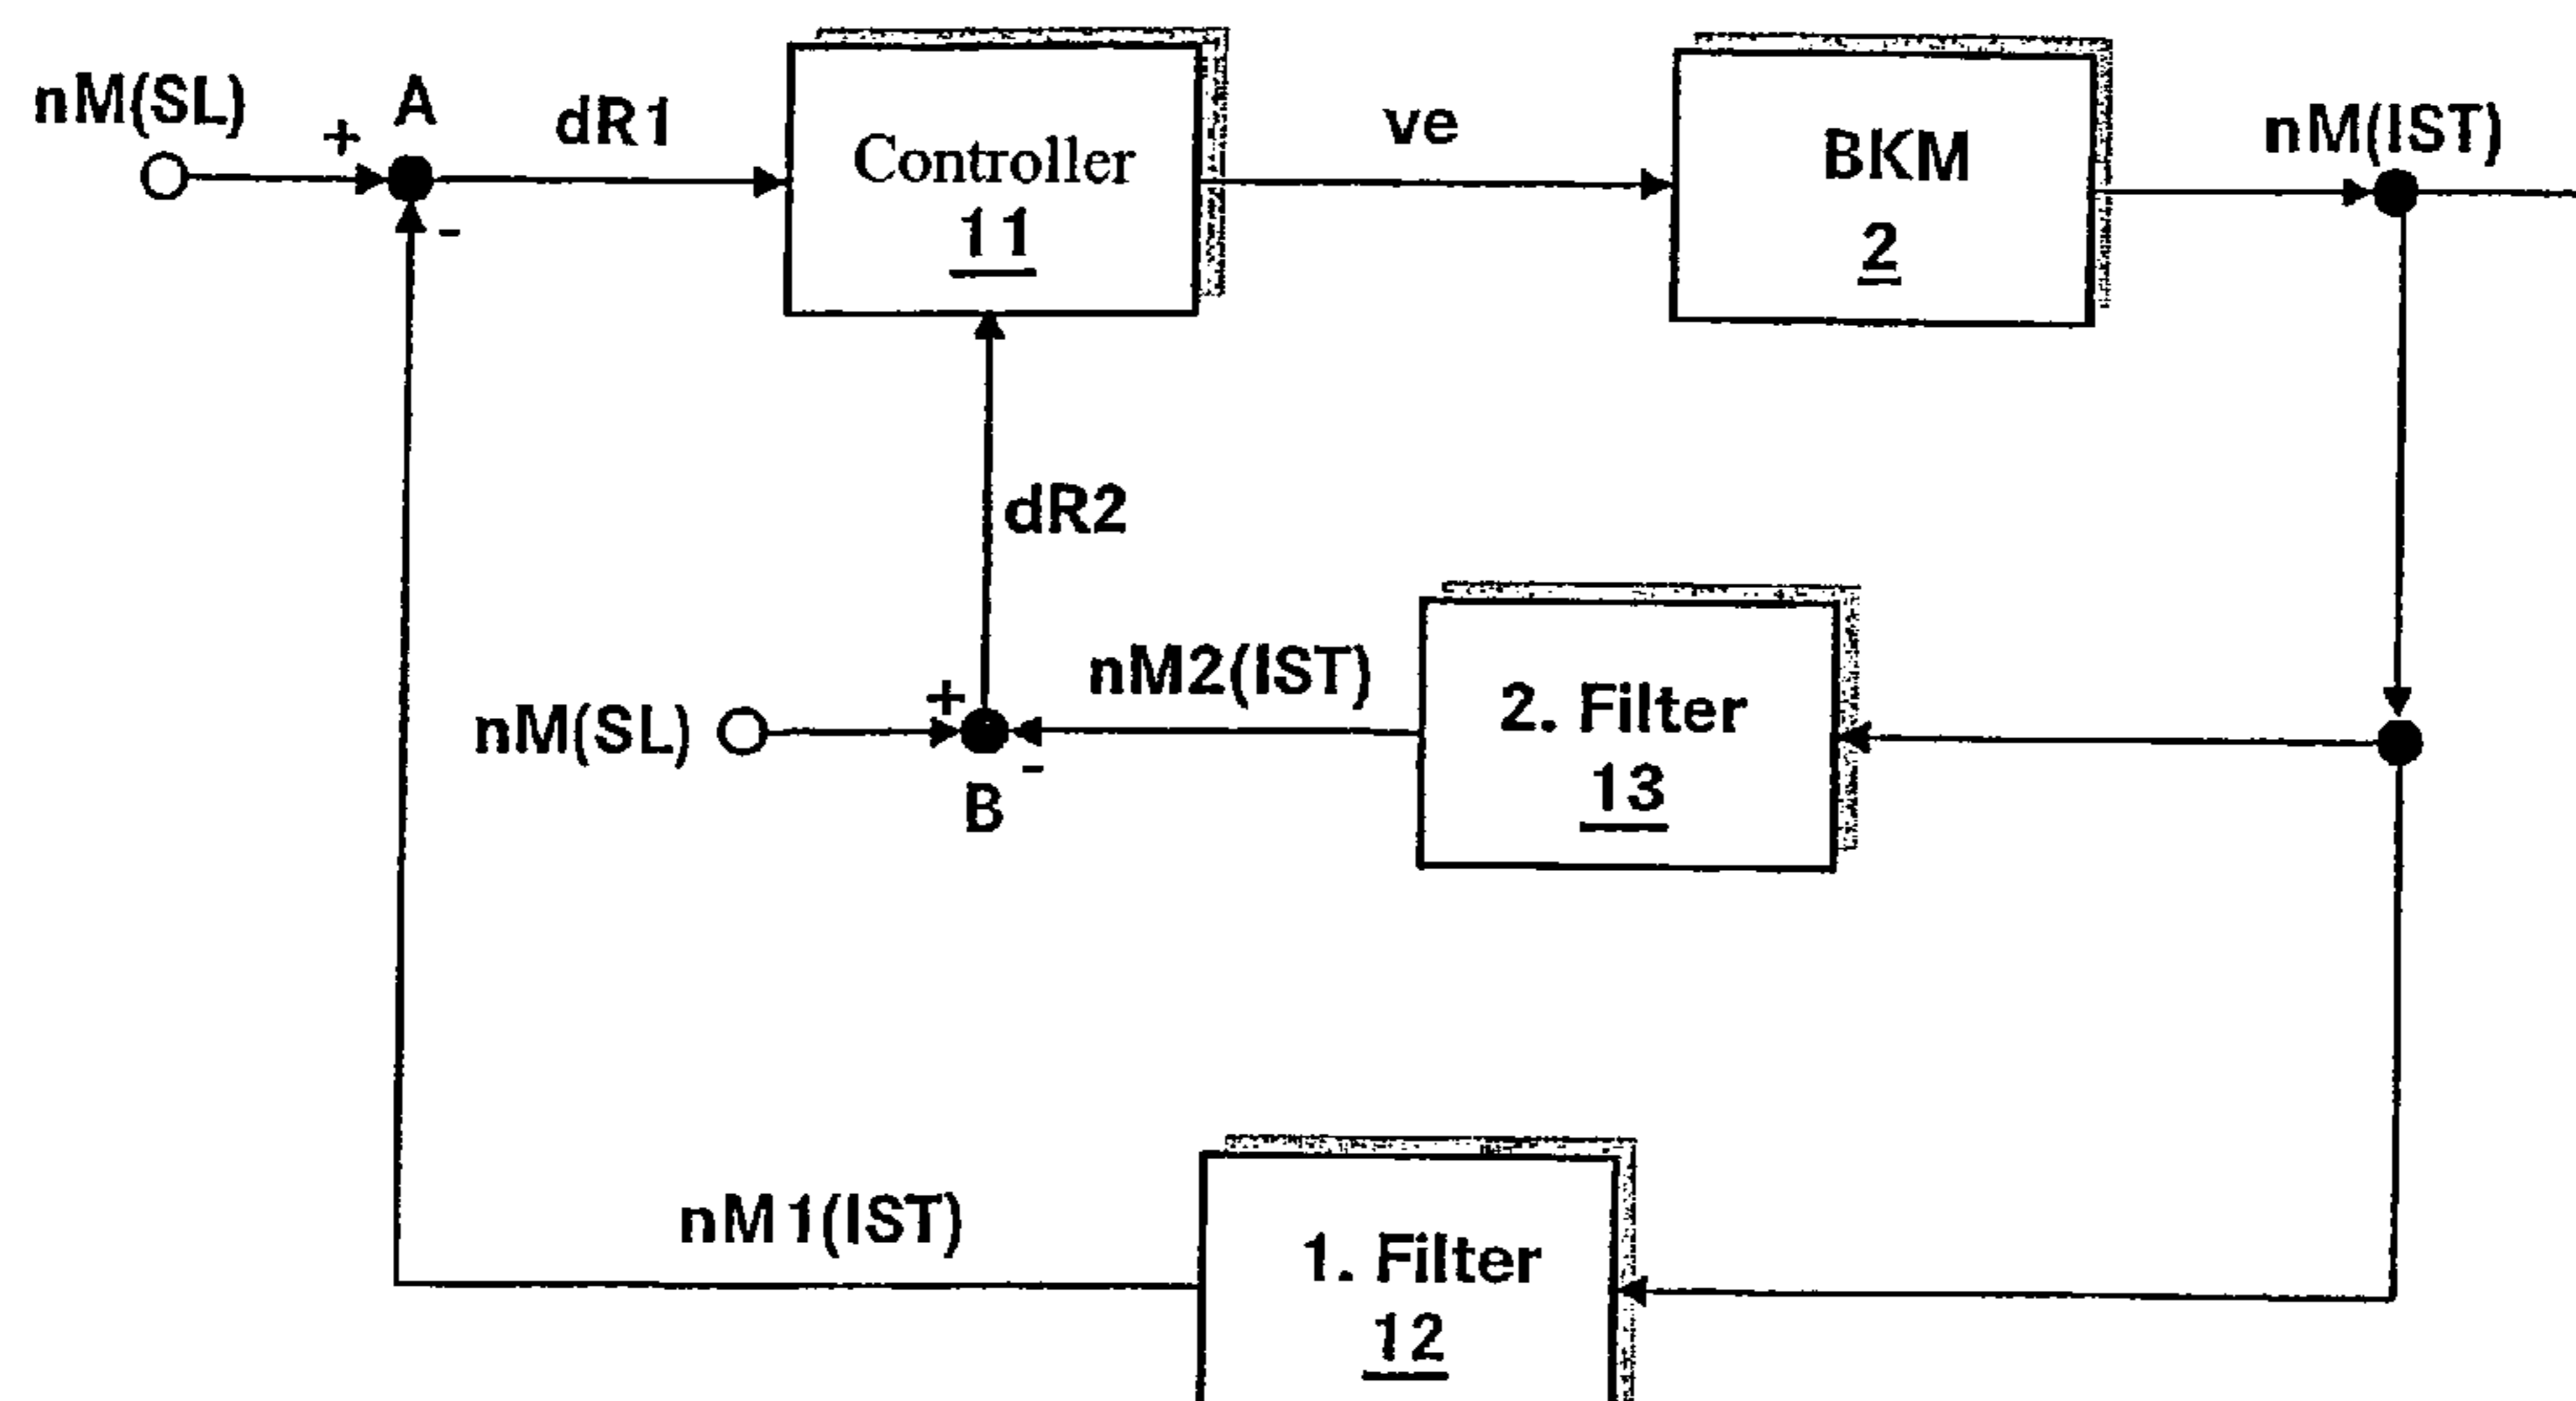 nM(SL)
+
A
-
dR1
Controller
11
ve
BKM
2
nM(IST)
dR2
nM(SL)
+
B
-
nM2(IST)
2. Filter
13
nM1(IST)
1. Filter
12